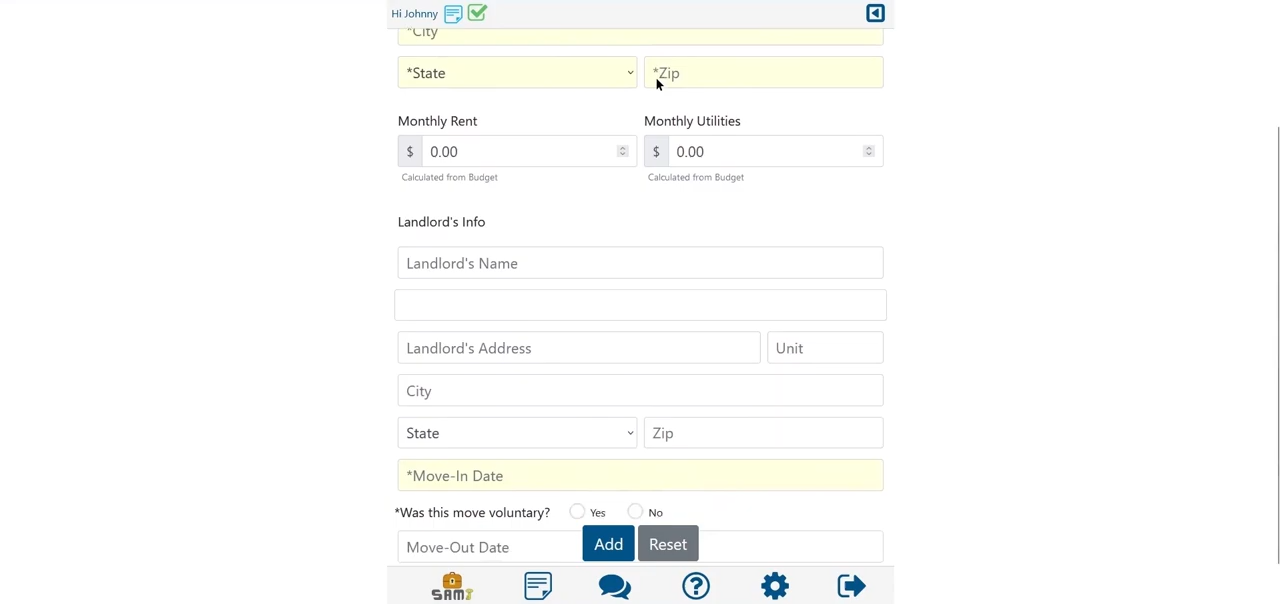 Hi Johnny
*City
*State
*Zip
Monthly Rent
Monthly Utilities
$ 0.00
$ 0.00
Calculated from Budget
Calculated from Budget
Landlord's Info
Landlord's Name
Landlord's Address
Unit
City
State
Zip
*Move-In Date
*Was this move voluntary? Yes No
Move-Out Date
Add
Reset
SAMI